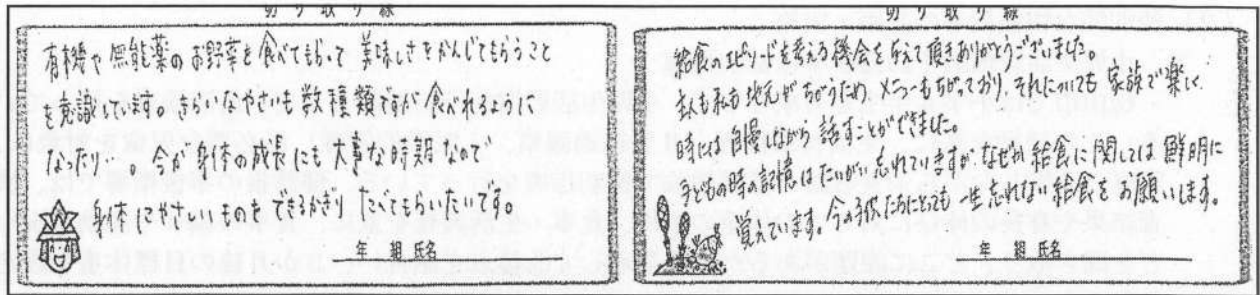 切り取り線
有機や無能薬のお野菜を食べてもらって 美味しさをかんじてもらうこと
を意識しています。きらいなやさいも数種類が食べれるように
なったり…。今が身体の成長にも大事な時期なので
身体にやさしいものを できるかぎり たべてもらいたいです。
年 組 氏名
切り取り線
給食のエピソードを考える機会を与えて頂きありがとうございました。
地元がちがうため、メニューもちがっており、それについても 家族で楽しく
時には自慢しながら 話すことができました。
子どもの時の記憶はたいがい忘れていますが、なぜか給食に関しては 鮮明に
覚えています。今の子供たちにとっても 一生忘れない給食をお願いします。
年 組 氏名